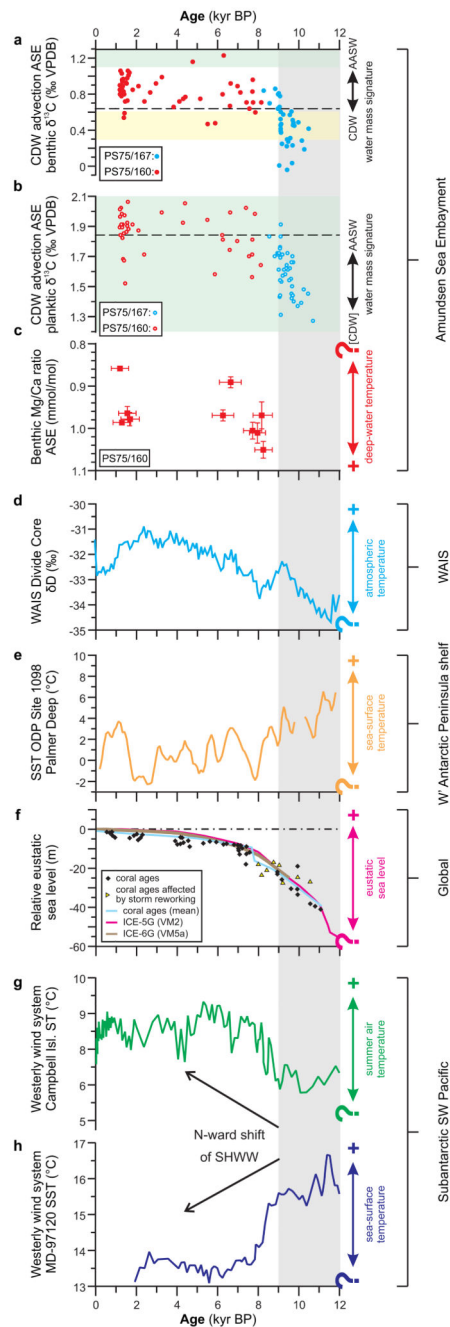 Age (kyr BP)
0 2 4 6 8 10 12
a
CDW advection ASE
benthic δ13C (‰ VPDB)
1.2
0.8
0.4
0
PS75/167:
PS75/160:
CDW AASW
water mass signature
b
CDW advection ASE
planktic δ13C (‰ VPDB)
2.1
1.9
1.7
1.5
1.3
PS75/167:
PS75/160:
[CDW] AASW
water mass signature
Amundsen Sea Embayment
c
Benthic Mg/Ca ratio
ASE (mmol/mol)
0.8
0.9
1.0
1.1
PS75/160
?
deep-water temperature
+
d
WAIS Divide Core
δD (‰)
-30
-31
-32
-33
-34
-35
+
atmospheric
temperature
?
WAIS
e
SST ODP Site 1098
Palmer Deep (°C)
10
8
6
4
2
0
-2
-4
+
sea-surface
temperature
?
W' Antarctic Peninsula shelf
f
Relative eustatic
sea level (m)
0
-20
-40
-60
coral ages
coral ages affected
by storm reworking
coral ages (mean)
ICE-5G (VM2)
ICE-6G (VM5a)
+
eustatic
sea level
?
Global
g
Westerly wind system
Campbell Isl. ST (°C)
10
9
8
6
5
+
summer air
temperature
?
N-ward shift
of SHWW
h
Westerly wind system
MD-97120 SST (°C)
17
16
15
14
13
+
sea-surface
temperature
?
Subantarctic SW Pacific
0 2 4 6 8 10 12
Age (kyr BP)